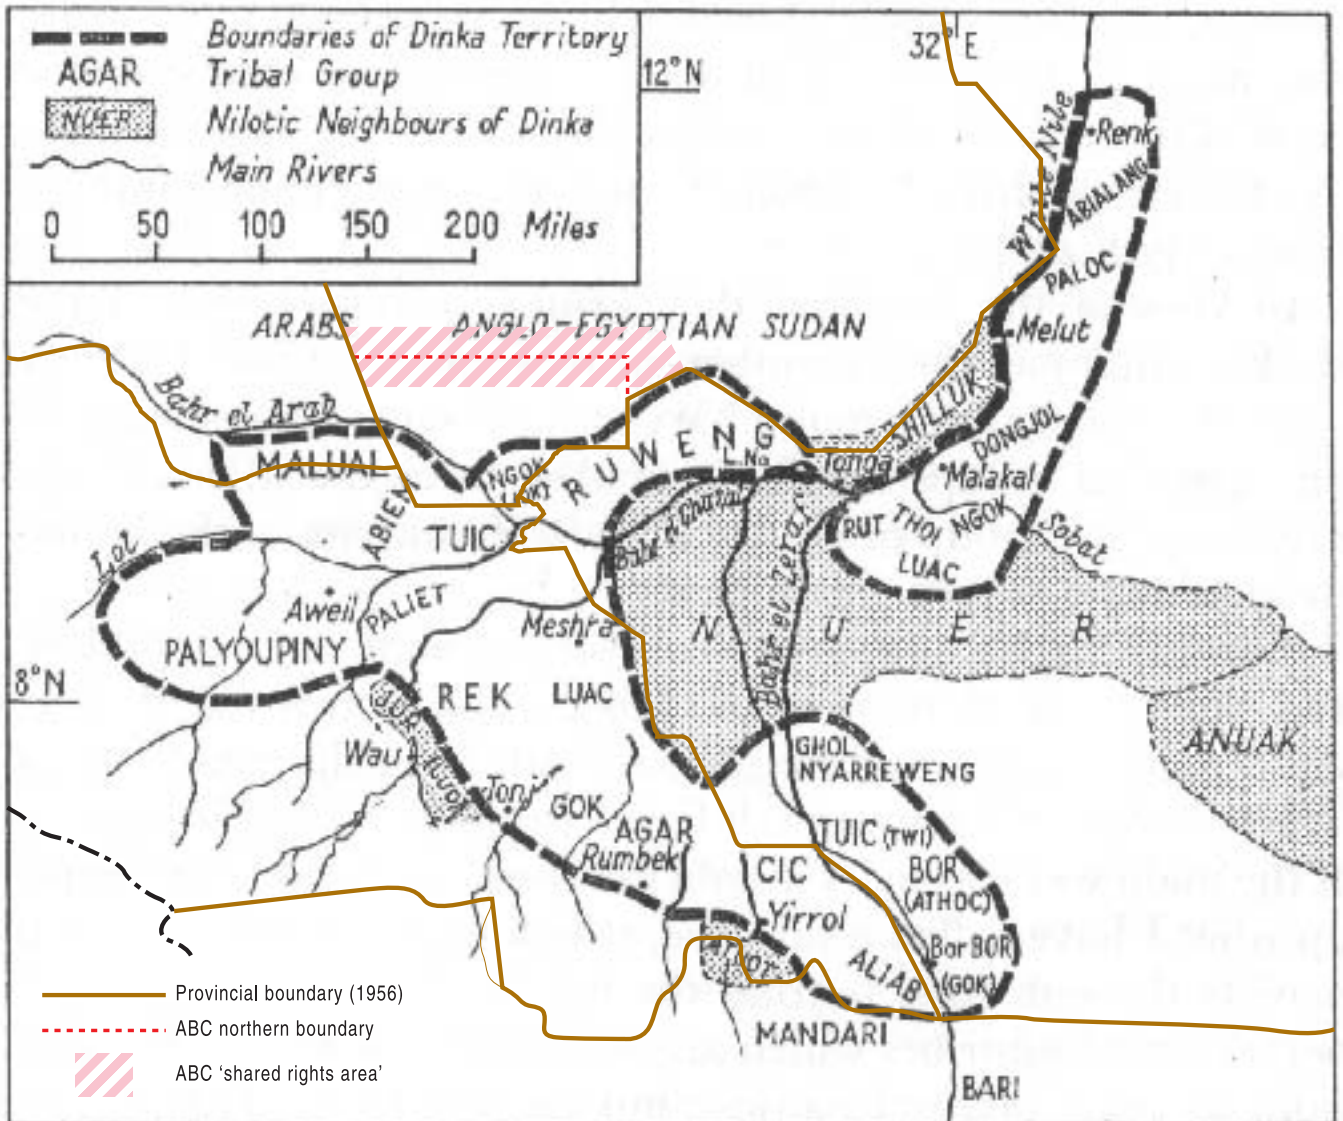 Boundaries of Dinka Territory
AGAR Tribal Group
NUER Nilotic Neighbours of Dinka
Main Rivers
0 50 100 150 200 Miles
12°N
32° E
White Nile
Renk
ABIALANG
PALOC
Melut
ARABS ANGLO-EGYPTIAN SUDAN
SHILLUK
DONGJOL
Bahr el Arab
MALUAL
NGOK
RUWENG
L.No
Tonga
Malakal
ABIEM
TUIC
Bahr el Ghazal
Bahr el Zeraf
RUT
THOI
NGOK
LUAC
Sobat
Lol
Aweil
PALIET
Meshra
NUER
PALYOUPINY
8°N
REK
LUAC
JUR
Wau
Tonj
GOK
GHOL
NYARREWENG
ANUAK
AGAR
Rumbek
CIC
TUIC (TWI)
BOR
(ATHOC)
Yirrol
ALIAB
Bor BOR
(GOK)
MANDARI
BARI
Provincial boundary (1956)
ABC northern boundary
ABC ‘shared rights area’